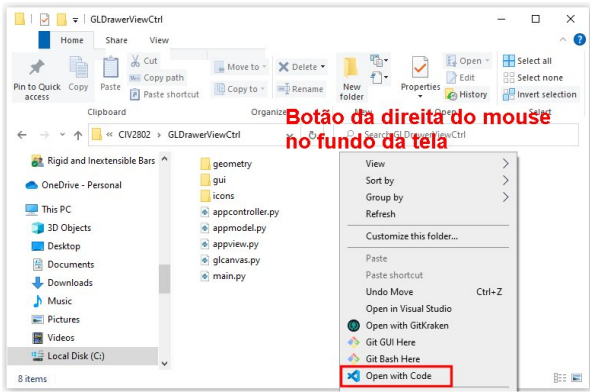 GLDrawerViewCtrl
Home Share View
Pin to Quick access
Copy
Paste
Cut
Copy path
Paste shortcut
Clipboard
Move to
Copy to
Delete
Rename
Organize
New folder
Properties
Open
Edit
History
Open
Select all
Select none
Invert selection
Select
Botão da direita do mouse
no fundo da tela
« CIV2802 > GLDrawerViewCtrl
Search GLDrawerViewCtrl
Rigid and Inextensible Bars
OneDrive - Personal
This PC
3D Objects
Desktop
Documents
Downloads
Music
Pictures
Videos
Local Disk (C:)
geometry
gui
icons
appcontroller.py
appmodel.py
appview.py
glcanvas.py
main.py
View
Sort by
Group by
Refresh
Customize this folder...
Paste
Paste shortcut
Undo Move Ctrl+Z
Open in Visual Studio
Open with GitKraken
Git GUI Here
Git Bash Here
Open with Code
8 items